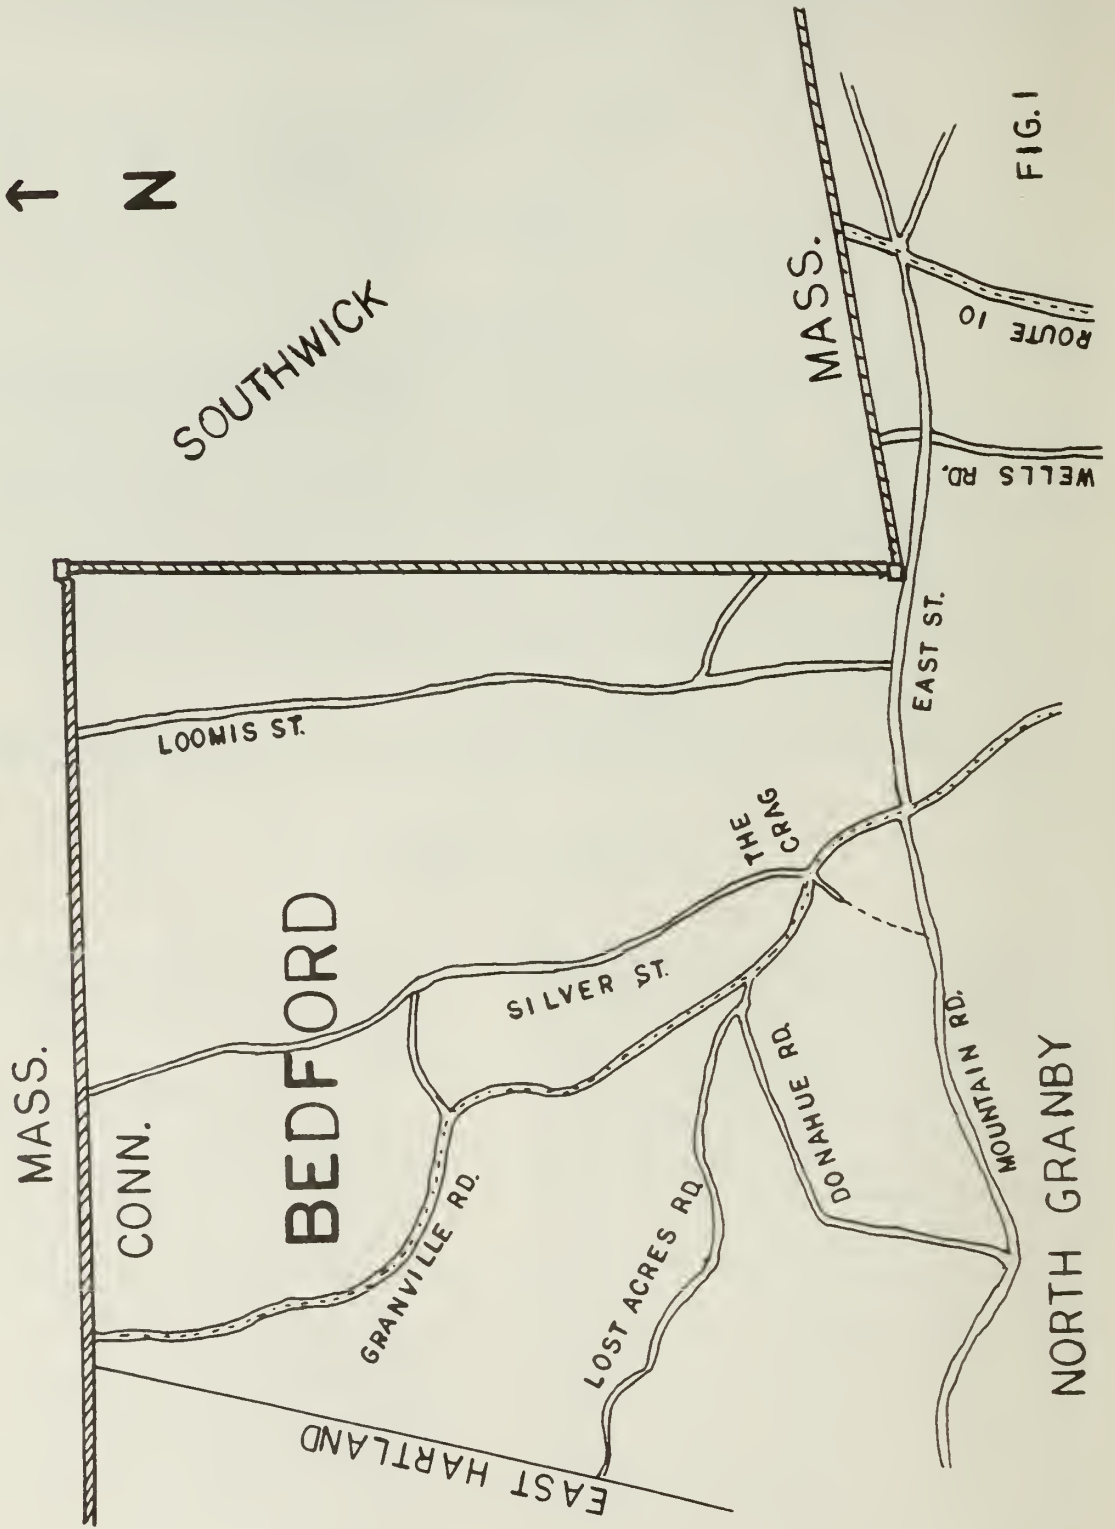 MASS.
CONN.
BEDFORD
GRANVILLE RD.
EAST HARTLAND
LOST ACRES RD.
DONAHUE RD.
MOUNTAIN RD.
NORTH GRANBY
SILVER ST.
THE
CRAG
LOOMIS ST.
EAST ST.
SOUTHWICK
N
MASS.
WELLS RD.
ROUTE 10
FIG. 1